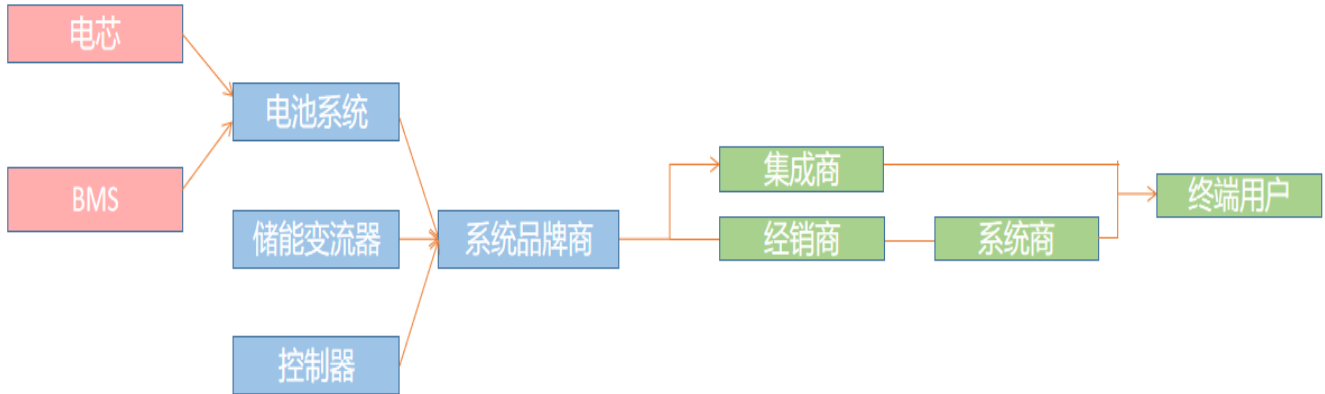 电芯
BMS
电池系统
储能变流器
控制器
系统品牌商
集成商
经销商
系统商
终端用户